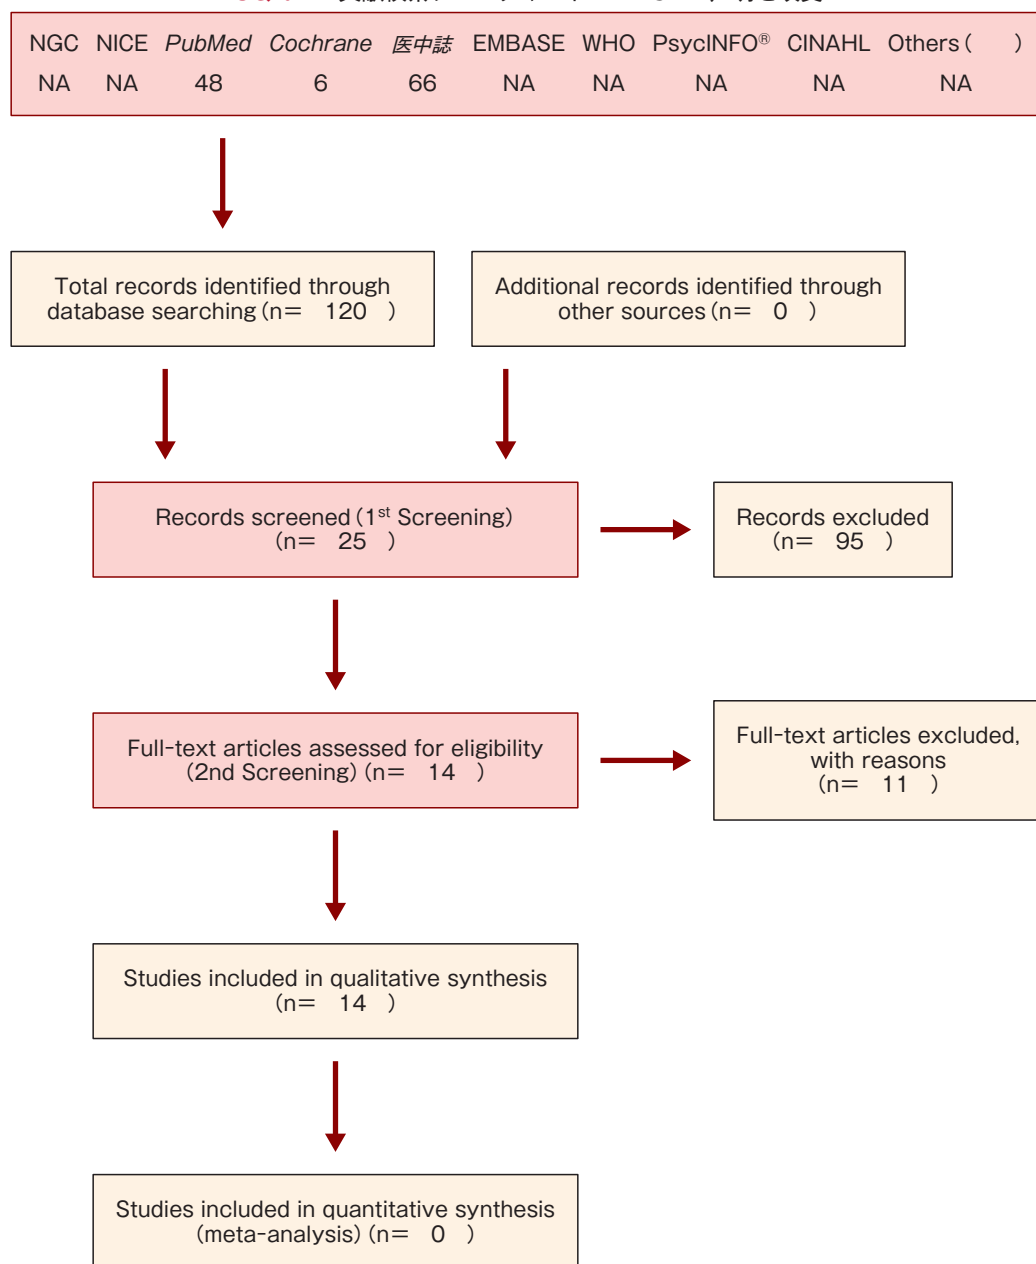 NGC NICE PubMed Cochrane 医中誌 EMBASE WHO PsycINFO® CINAHL Others ( )
NA NA 48 6 66 NA NA NA NA NA
Total records identified through
database searching (n= 120 )
Additional records identified through
other sources (n= 0 )
Records screened (1st Screening)
(n= 25 )
Records excluded
(n= 95 )
Full-text articles assessed for eligibility
(2nd Screening) (n= 14 )
Full-text articles excluded,
with reasons
(n= 11 )
Studies included in qualitative synthesis
(n= 14 )
Studies included in quantitative synthesis
(meta-analysis) (n= 0 )